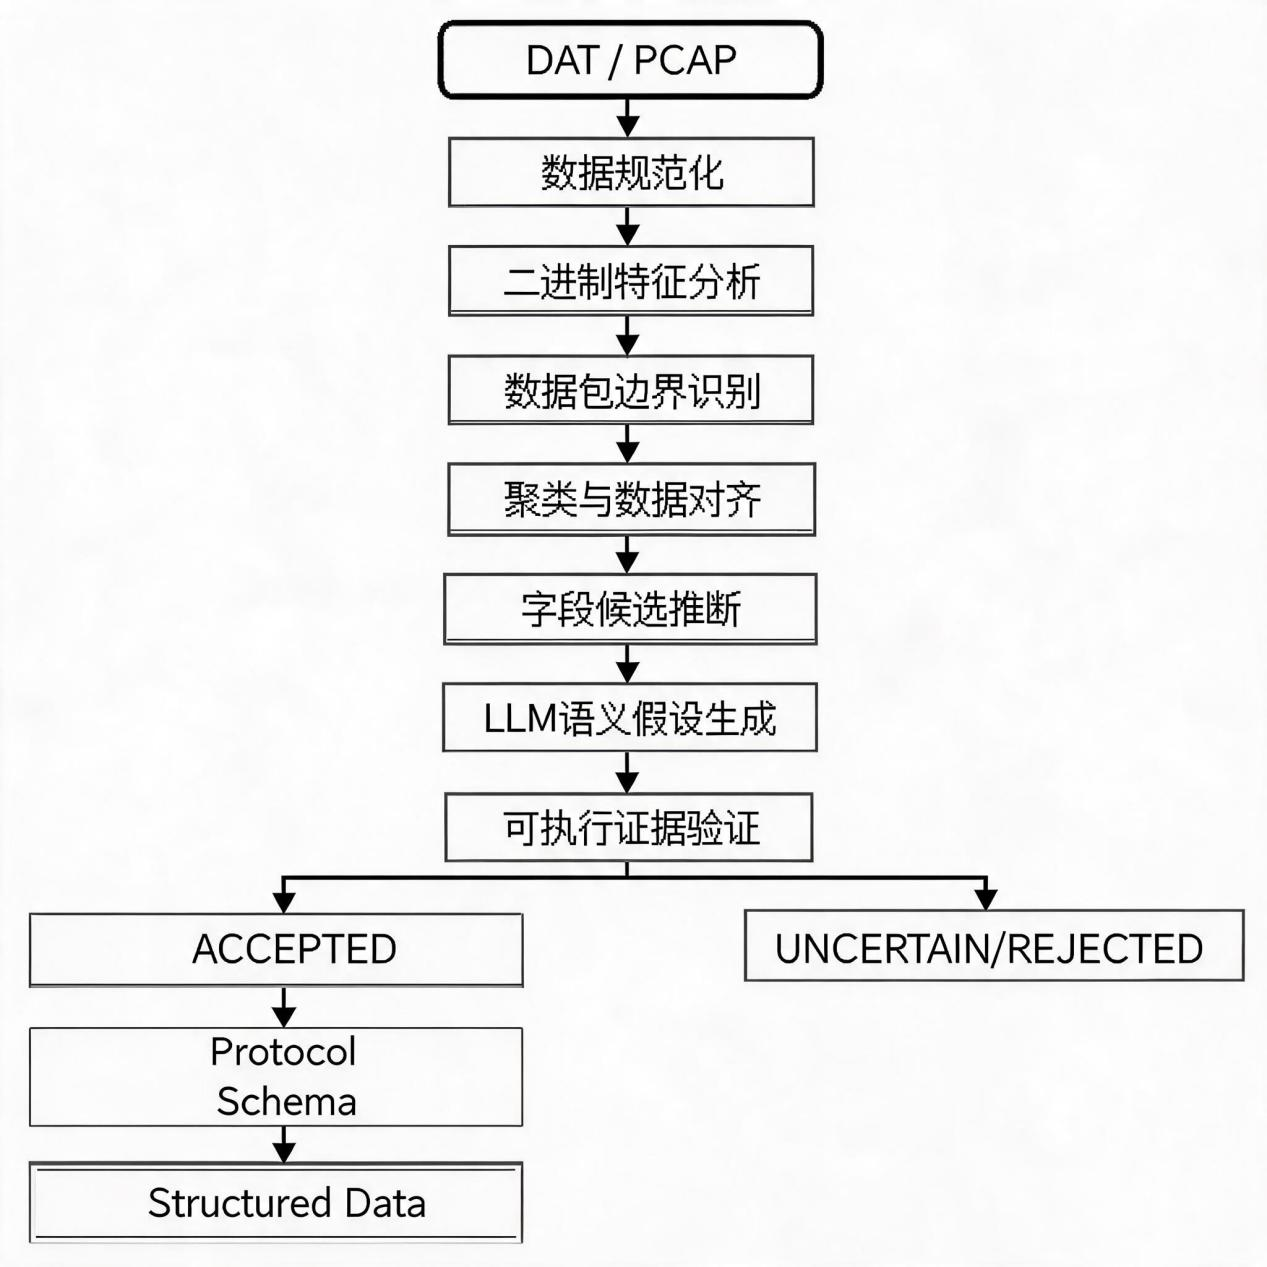 DAT / PCAP
数据规范化
二进制特征分析
数据包边界识别
聚类与数据对齐
字段候选推断
LLM语义假设生成
可执行证据验证
ACCEPTED
UNCERTAIN/REJECTED
Protocol
Schema
Structured Data